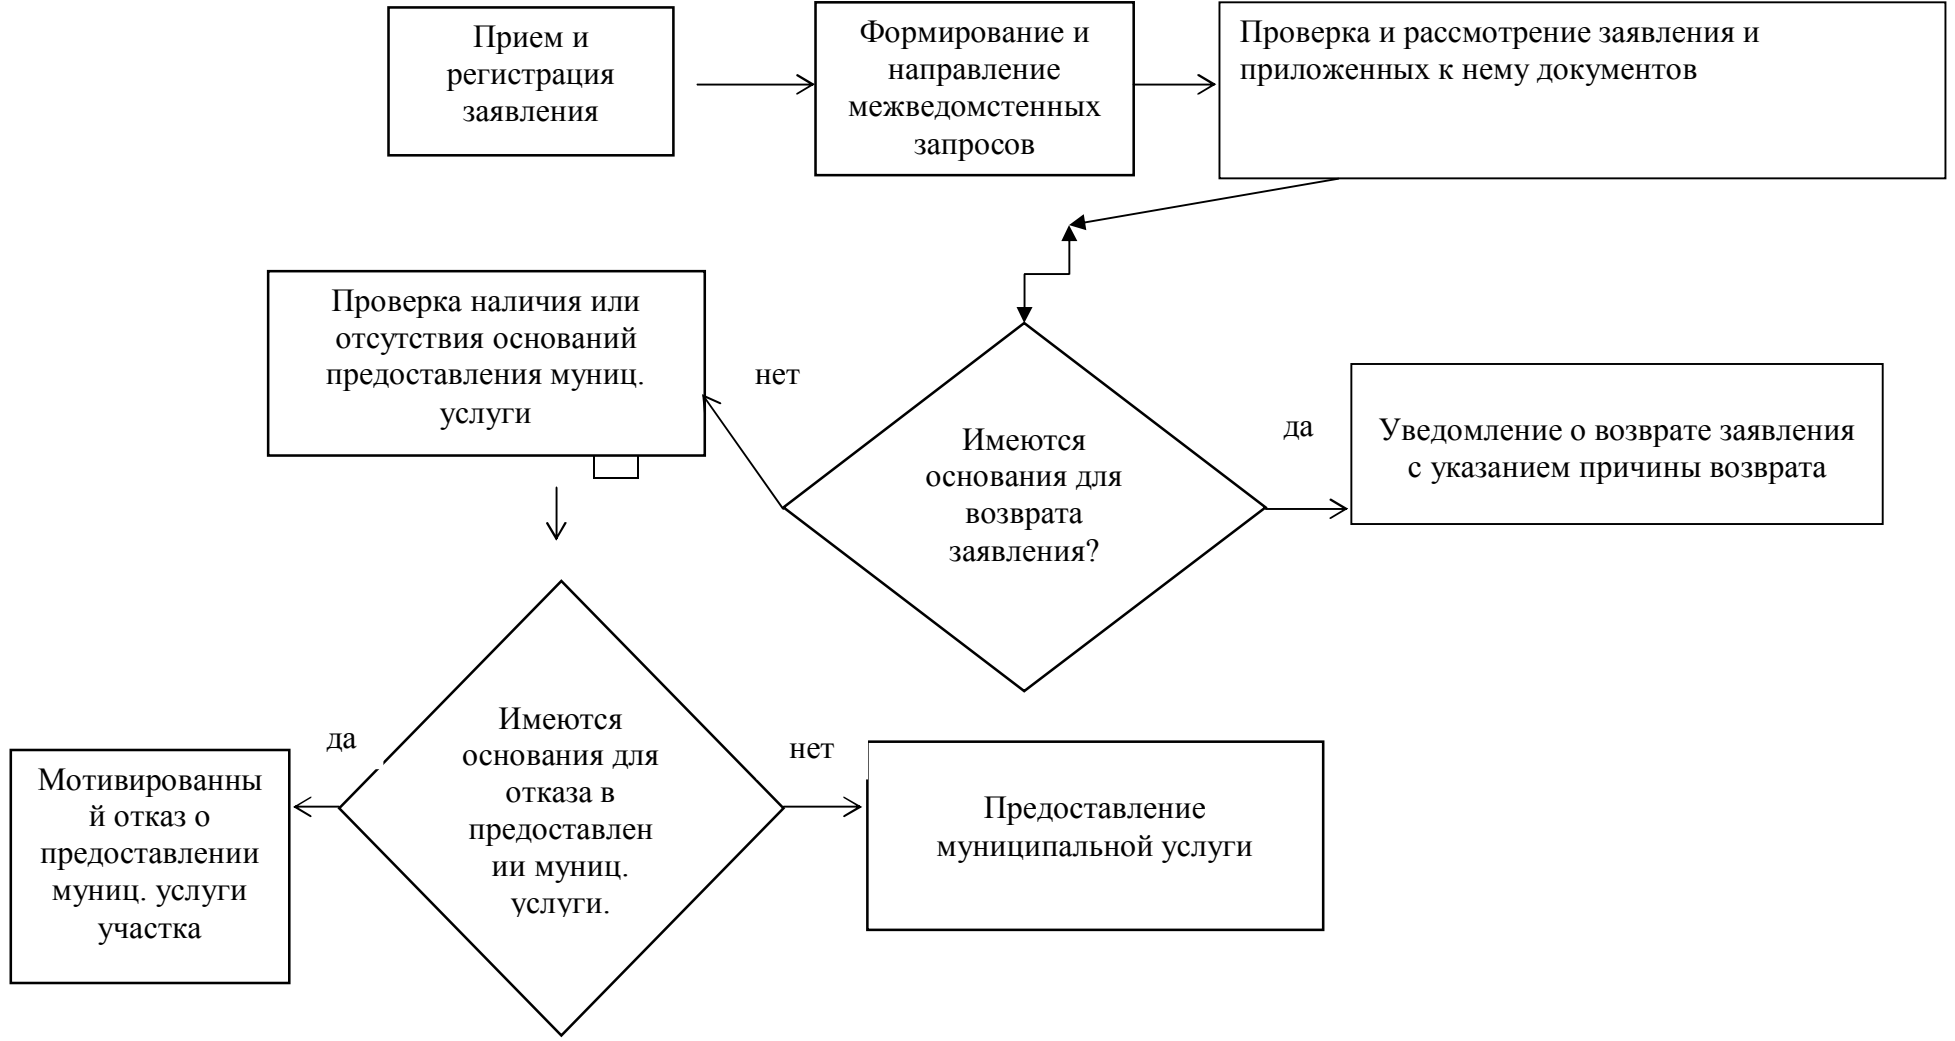 Прием и
регистрация
заявления
Формирование и
направление
межведомстенных
запросов
Проверка и рассмотрение заявления и
приложенных к нему документов
Проверка наличия или
отсутствия оснований
предоставления муниц.
услуги
нет
Имеются
основания для
возврата
заявления?
да
Уведомление о возврате заявления
с указанием причины возврата
да
Мотивированны
й отказ о
предоставлении
муниц. услуги
участка
Имеются
основания для
отказа в
предоставлен
ии муниц.
услуги.
нет
Предоставление
муниципальной услуги